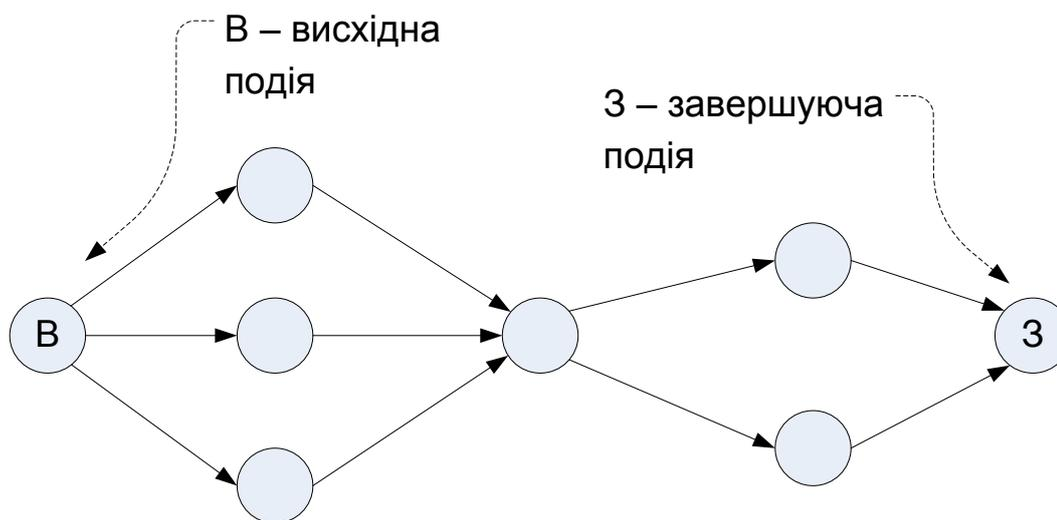 В – висхідна
подія
З – завершуюча
подія
В
З